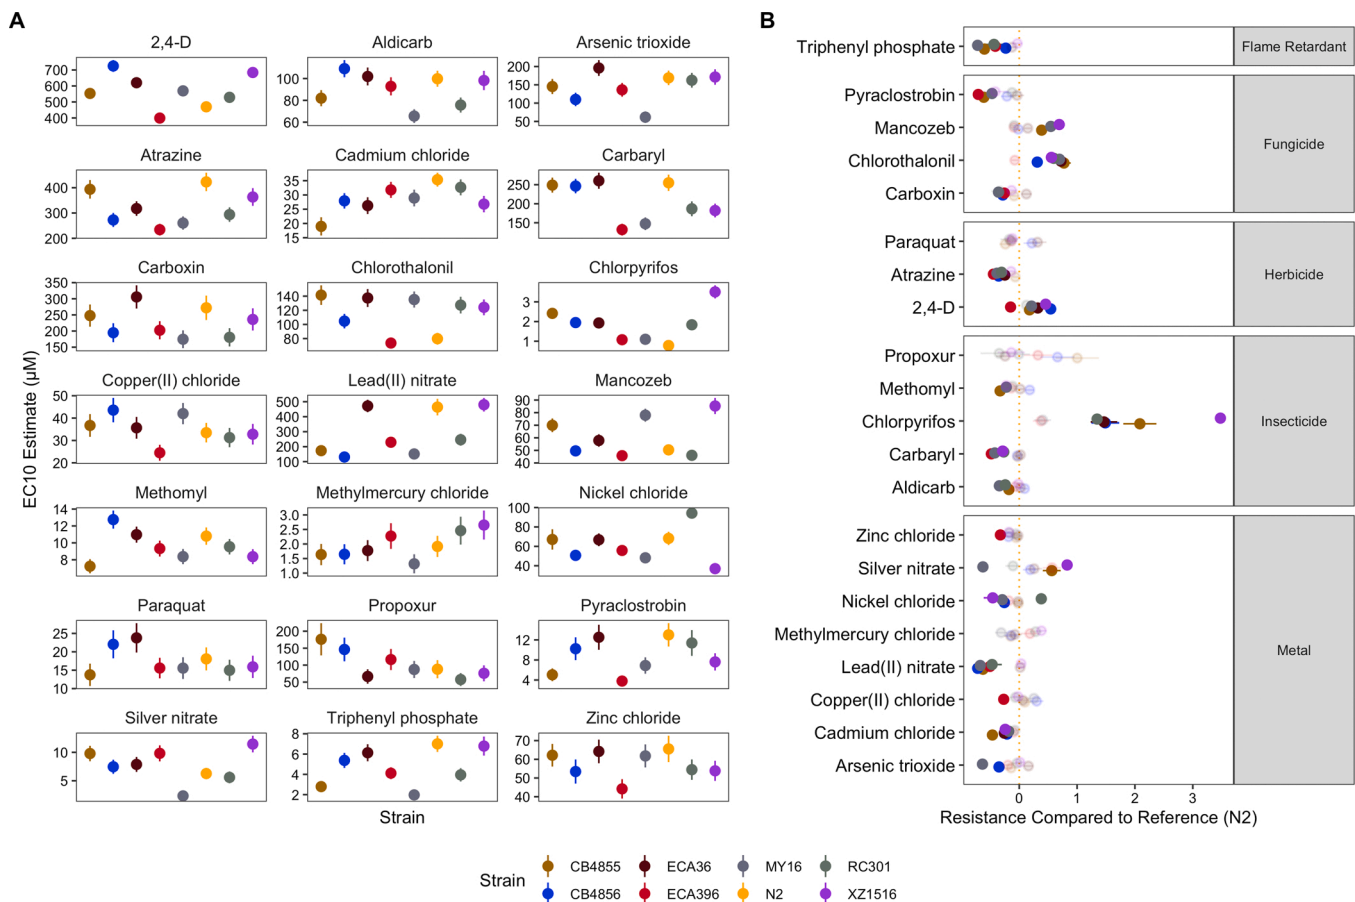 A
2,4-D
Aldicarb
Arsenic trioxide
700
600
500
400
100
80
60
200
150
100
50
Atrazine
Cadmium chloride
Carbaryl
400
300
200
35
30
25
20
15
250
200
150
Carboxin
Chlorothalonil
Chlorpyrifos
350
300
250
200
150
140
120
100
80
3
2
1
Copper(II) chloride
Lead(II) nitrate
Mancozeb
50
40
30
20
500
400
300
200
100
90
80
70
60
50
40
Methomyl
Methylmercury chloride
Nickel chloride
14
12
10
8
3.0
2.5
2.0
1.5
1.0
100
80
60
40
Paraquat
Propoxur
Pyraclostrobin
25
20
15
10
200
150
100
50
12
8
4
Silver nitrate
Triphenyl phosphate
Zinc chloride
10
5
8
6
4
2
70
60
50
40
EC10 Estimate (µM)
Strain
B
Triphenyl phosphate
Flame Retardant
Pyraclostrobin
Mancozeb
Chlorothalonil
Carboxin
Fungicide
Paraquat
Atrazine
2,4-D
Herbicide
Propoxur
Methomyl
Chlorpyrifos
Carbaryl
Aldicarb
Insecticide
Zinc chloride
Silver nitrate
Nickel chloride
Methylmercury chloride
Lead(II) nitrate
Copper(II) chloride
Cadmium chloride
Arsenic trioxide
Metal
0 1 2 3
Resistance Compared to Reference (N2)
Strain
CB4855 ECA36 MY16 RC301
CB4856 ECA396 N2 XZ1516